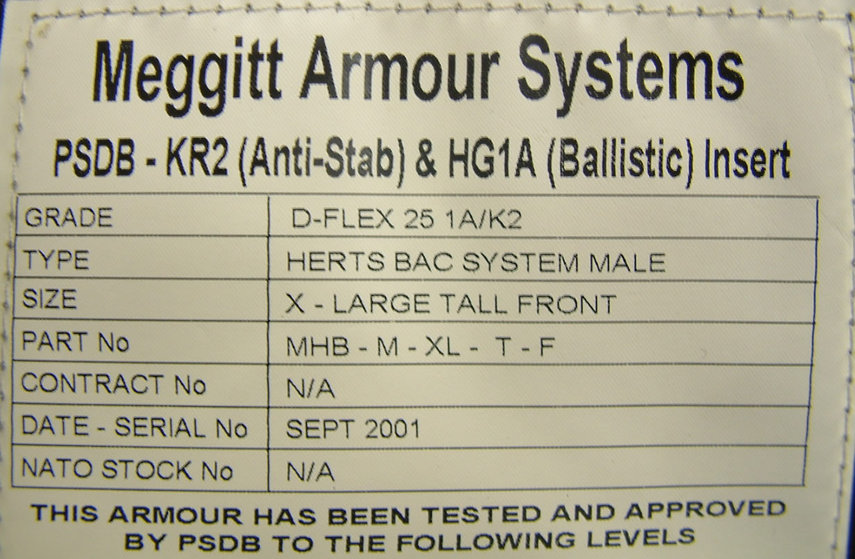 Meggitt Armour Systems
PSDB - KR2 (Anti-Stab) & HG1A (Ballistic) Insert
GRADE D-FLEX 25 1A/K2
TYPE HERTS BAC SYSTEM MALE
SIZE X - LARGE TALL FRONT
PART No MHB - M - XL - T - F
CONTRACT No N/A
DATE - SERIAL No SEPT 2001
NATO STOCK No N/A
THIS ARMOUR HAS BEEN TESTED AND APPROVED
BY PSDB TO THE FOLLOWING LEVELS